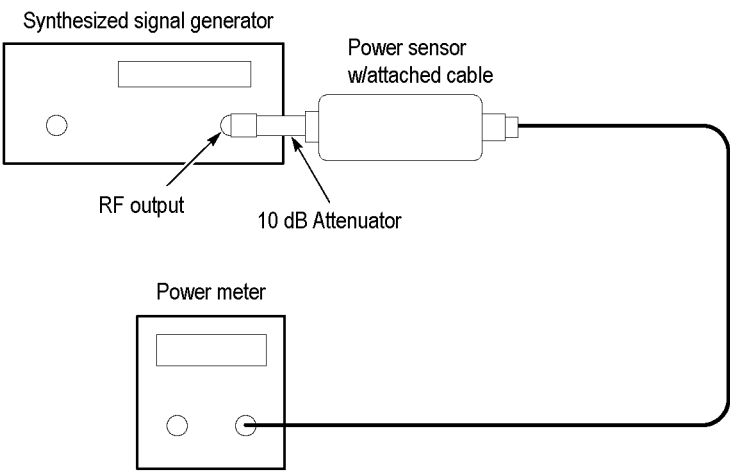 Synthesized signal generator
Power sensor
w/attached cable
RF output
10 dB Attenuator
Power meter